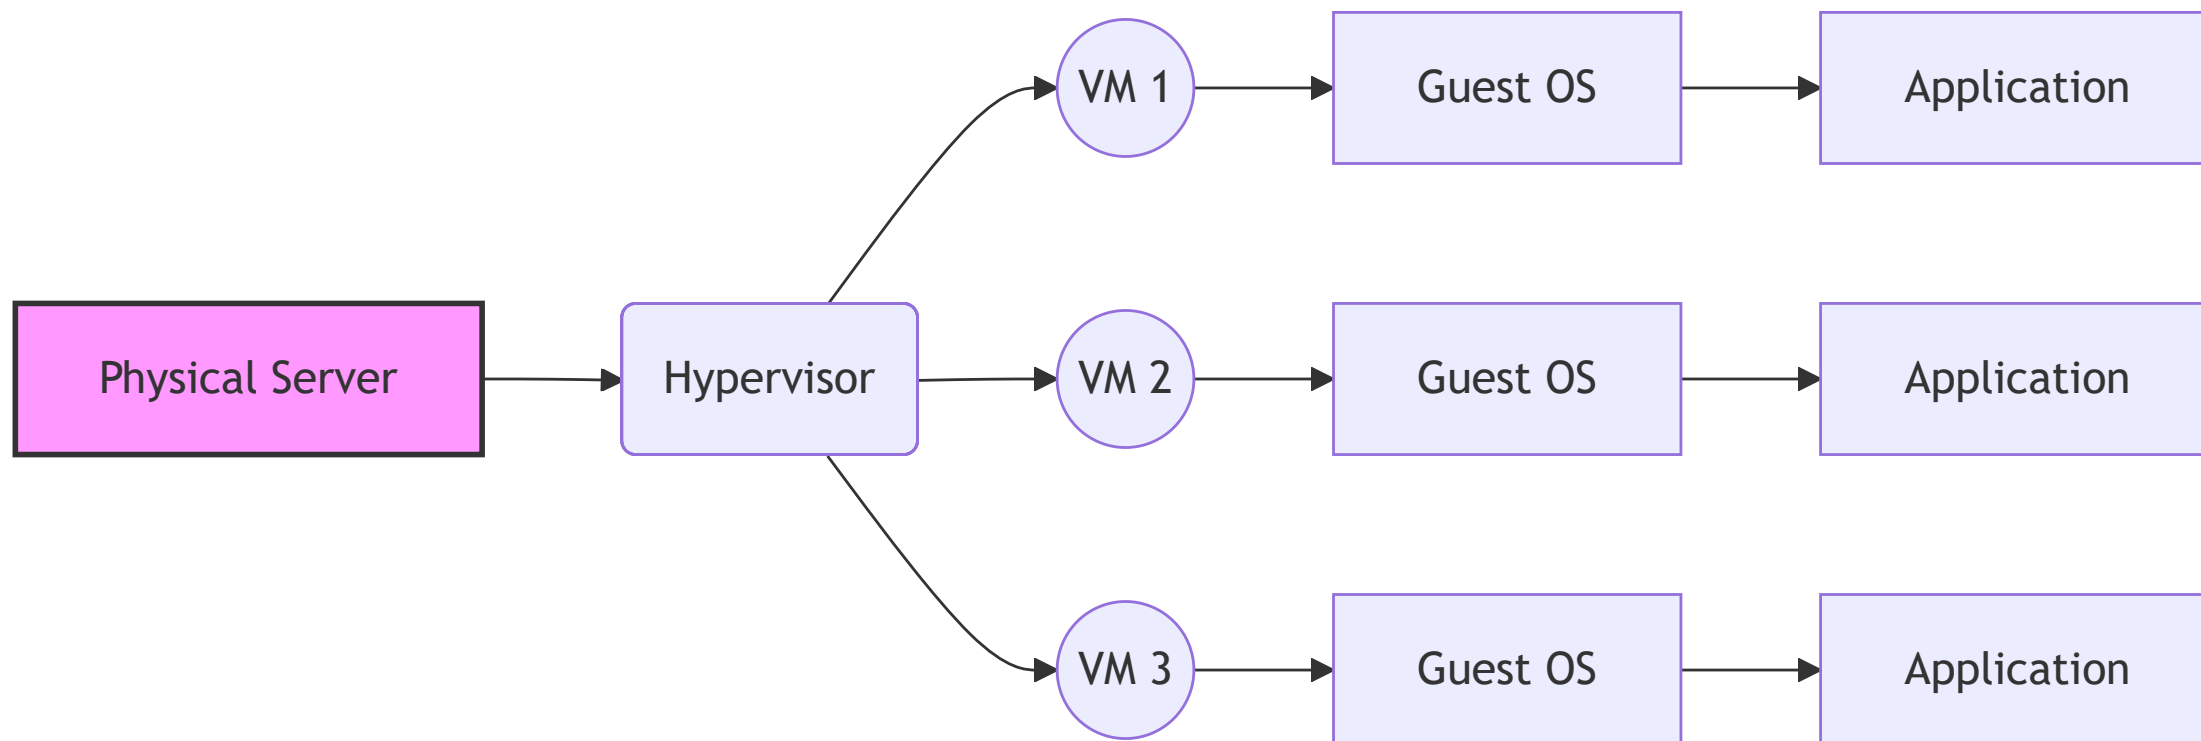 VM 1
Guest OS
Application
Physical Server
Hypervisor
VM 2
Guest OS
Application
VM 3
Guest OS
Application